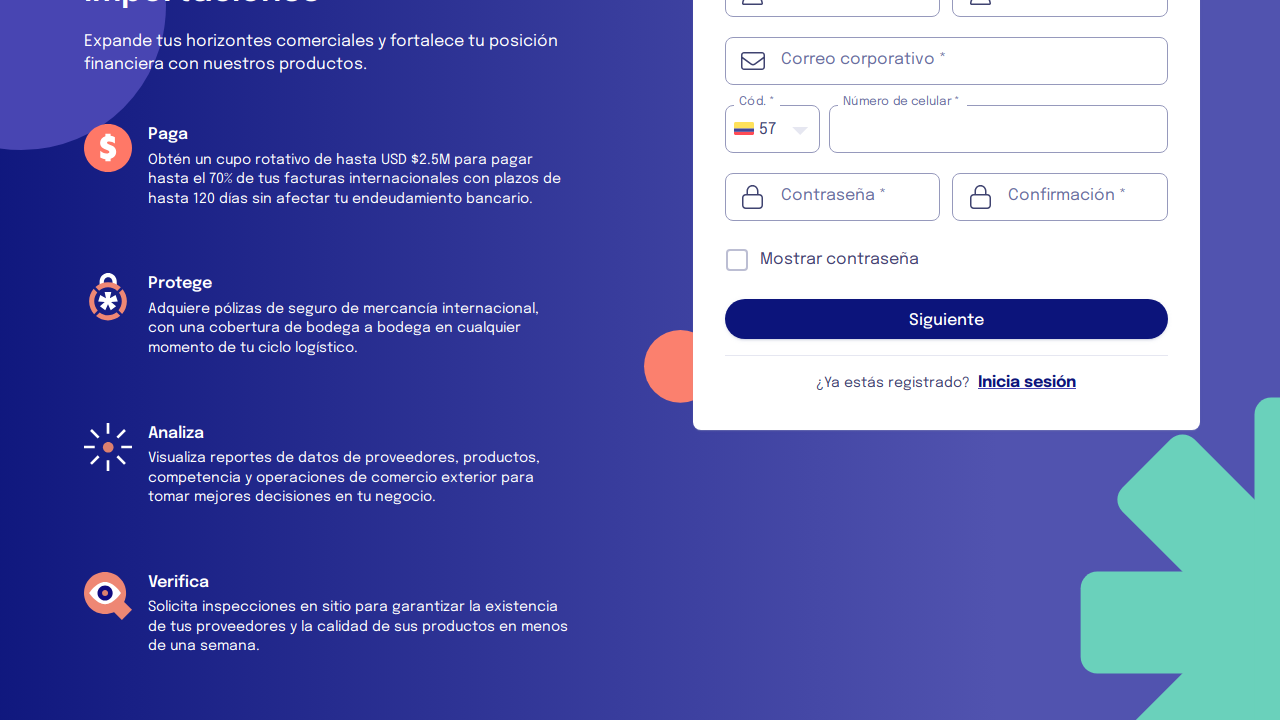 Expande tus horizontes comerciales y fortalece tu posición
financiera con nuestros productos.
Paga
Obtén un cupo rotativo de hasta USD $2.5M para pagar
hasta el 70% de tus facturas internacionales con plazos de
hasta 120 días sin afectar tu endeudamiento bancario.
Protege
Adquiere pólizas de seguro de mercancía internacional,
con una cobertura de bodega a bodega en cualquier
momento de tu ciclo logístico.
Analiza
Visualiza reportes de datos de proveedores, productos,
competencia y operaciones de comercio exterior para
tomar mejores decisiones en tu negocio.
Verifica
Solicita inspecciones en sitio para garantizar la existencia
de tus proveedores y la calidad de sus productos en menos
de una semana.
Correo corporativo *
Cód. * Número de celular *
57
Contraseña * Confirmación *
Mostrar contraseña
Siguiente
¿Ya estás registrado? Inicia sesión